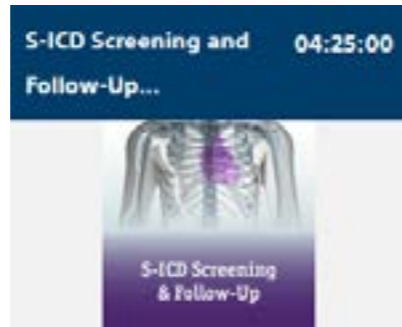 S-ICD Screening and 04:25:00
Follow-Up...
S-ICD Screening
& Follow-Up